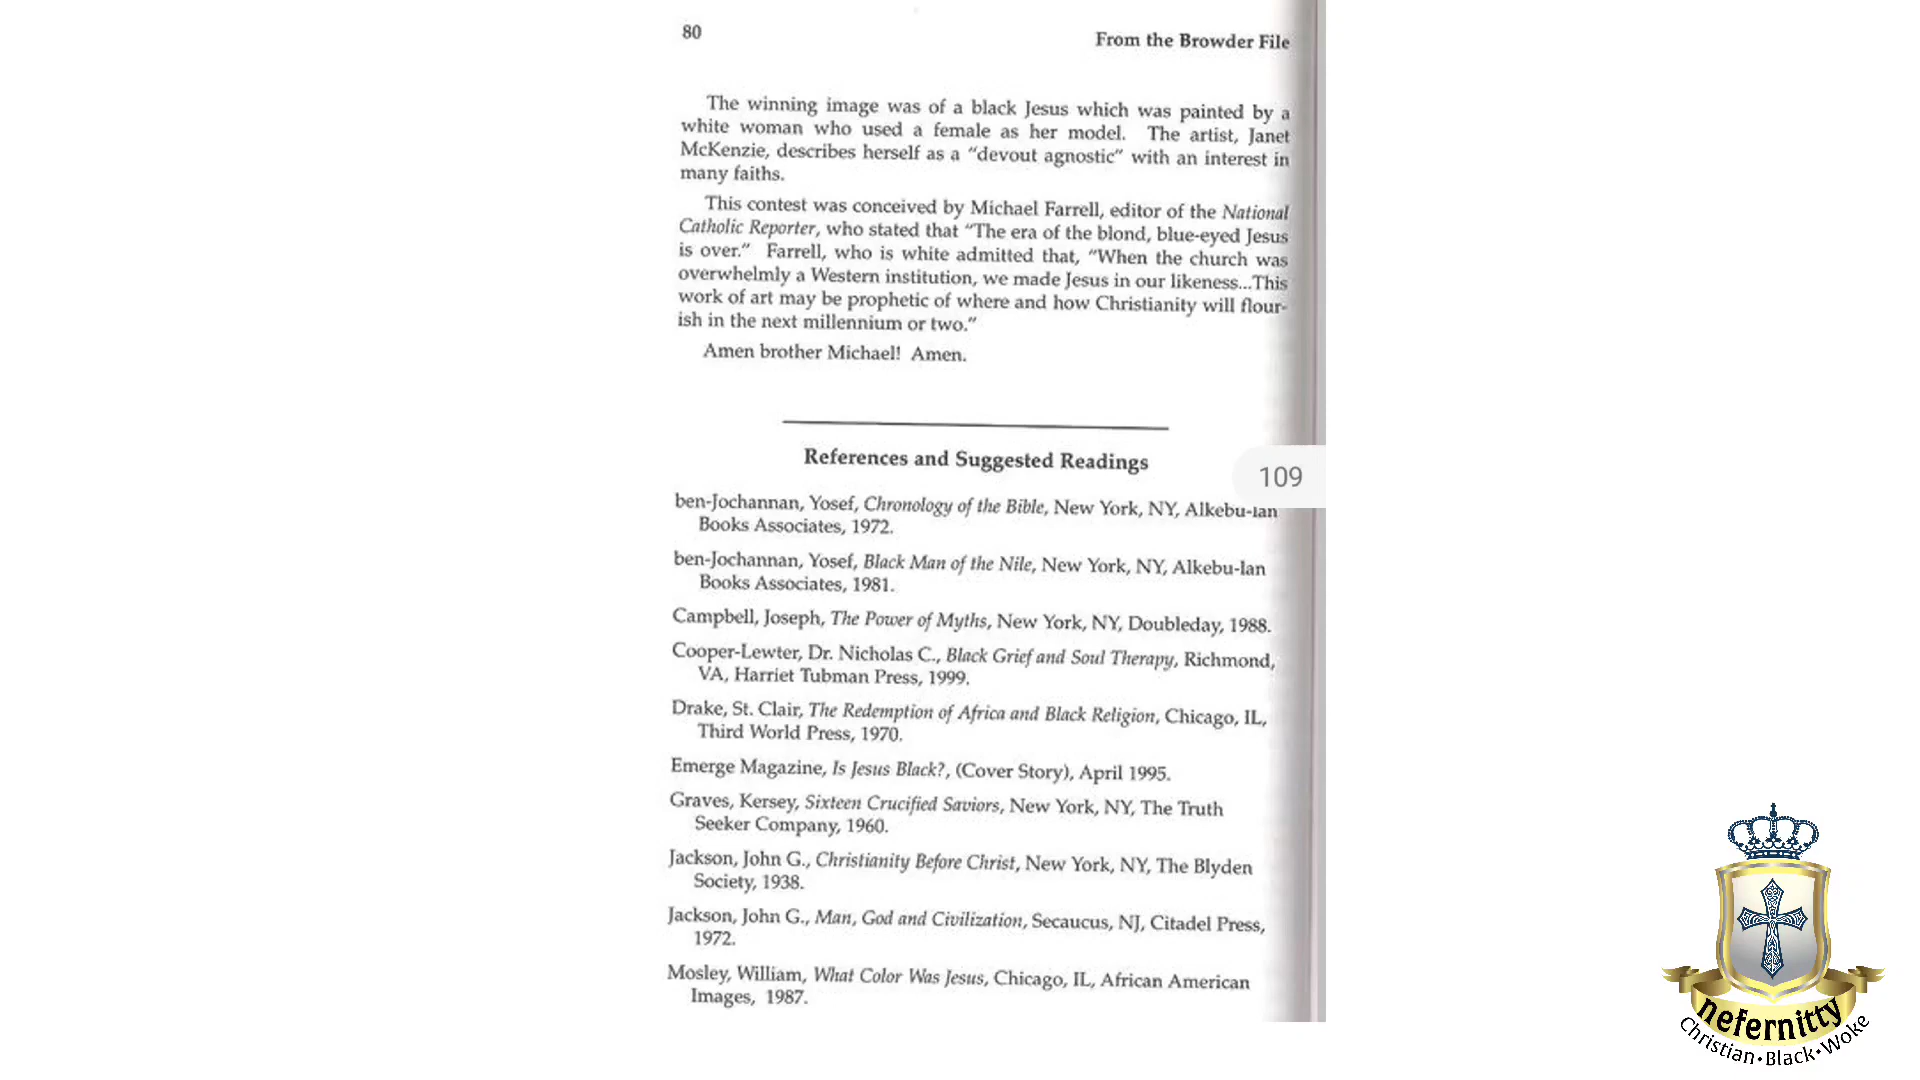 80
From the Browder File
The winning image was of a black Jesus which was painted by a
white woman who used a female as her model. The artist, Janet
McKenzie, describes herself as a "devout agnostic" with an interest in
many faiths.
This contest was conceived by Michael Farrell, editor of the National
Catholic Reporter, who stated that "The era of the blond, blue-eyed Jesus
is over." Farrell, who is white admitted that, "When the church was
overwhelmly a Western institution, we made Jesus in our likeness...This
work of art may be prophetic of where and how Christianity will flour-
ish in the next millennium or two."
Amen brother Michael! Amen.
References and Suggested Readings
109
ben-Jochannan, Yosef, Chronology of the Bible, New York, NY, Alkebu-lan
Books Associates, 1972.
ben-Jochannan, Yosef, Black Man of the Nile, New York, NY, Alkebu-lan
Books Associates, 1981.
Campbell, Joseph, The Power of Myths, New York, NY, Doubleday, 1988.
Cooper-Lewter, Dr. Nicholas C., Black Grief and Soul Therapy, Richmond,
VA, Harriet Tubman Press, 1999.
Drake, St. Clair, The Redemption of Africa and Black Religion, Chicago, IL,
Third World Press, 1970.
Emerge Magazine, Is Jesus Black?, (Cover Story), April 1995.
Graves, Kersey, Sixteen Crucified Saviors, New York, NY, The Truth
Seeker Company, 1960.
Jackson, John G., Christianity Before Christ, New York, NY, The Blyden
Society, 1938.
Jackson, John G., Man, God and Civilization, Secaucus, NJ, Citadel Press,
1972.
Mosley, William, What Color Was Jesus, Chicago, IL, African American
Images, 1987.
nefernitty
Christian•Black•Woke